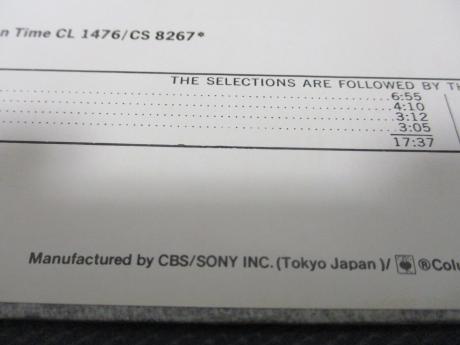 n Time CL 1476/CS 8267*
THE SELECTIONS ARE FOLLOWED BY TH
........................................6:55
........................................4:10
........................................3:12
........................................3:05
17:37
Manufactured by CBS/SONY INC. (Tokyo Japan)/ ®Colu